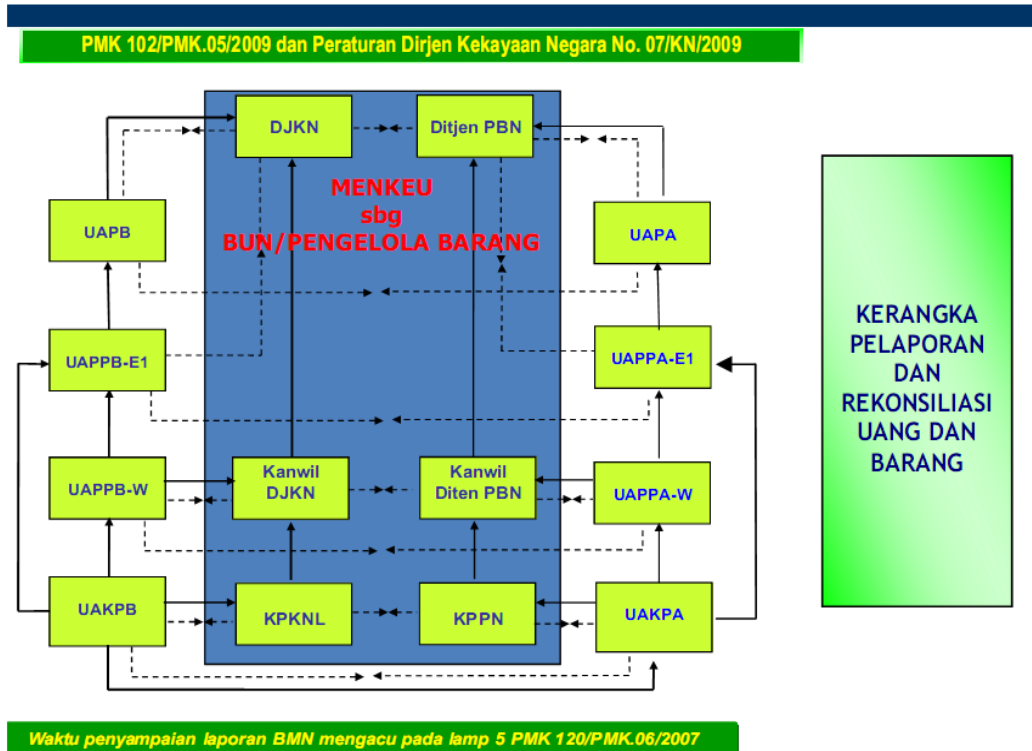 PMK 102/PMK.05/2009 dan Peraturan Dirjen Kekayaan Negara No. 07/KN/2009
DJKN
Ditjen PBN
MENKEU
sbg
BUN/PENGELOLA BARANG
UAPB
UAPA
UAPPB-E1
UAPPA-E1
UAPPB-W
Kanwil
DJKN
Kanwil
Diten PBN
UAPPA-W
UAKPB
KPKNL
KPPN
UAKPA
KERANGKA
PELAPORAN
DAN
REKONSILIASI
UANG DAN
BARANG
Waktu penyampaian laporan BMN mengacu pada lamp 5 PMK 120/PMK.06/2007